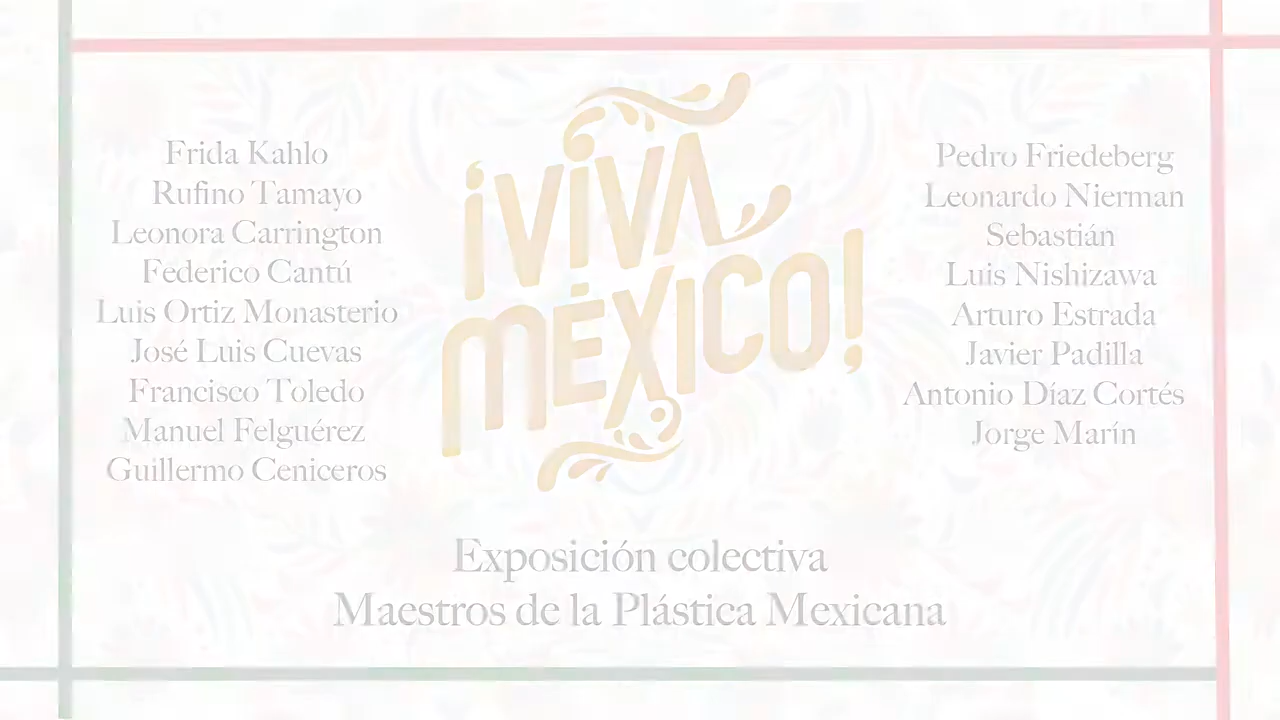 ¡VIVA
MÉXICO!
Frida Kahlo
Rufino Tamayo
Leonora Carrington
Federico Cantú
Luis Ortiz Monasterio
José Luis Cuevas
Francisco Toledo
Manuel Felguérez
Guillermo Ceniceros
Pedro Friedeberg
Leonardo Nierman
Sebastián
Luis Nishizawa
Arturo Estrada
Javier Padilla
Antonio Díaz Cortés
Jorge Marín
Exposición colectiva
Maestros de la Plástica Mexicana